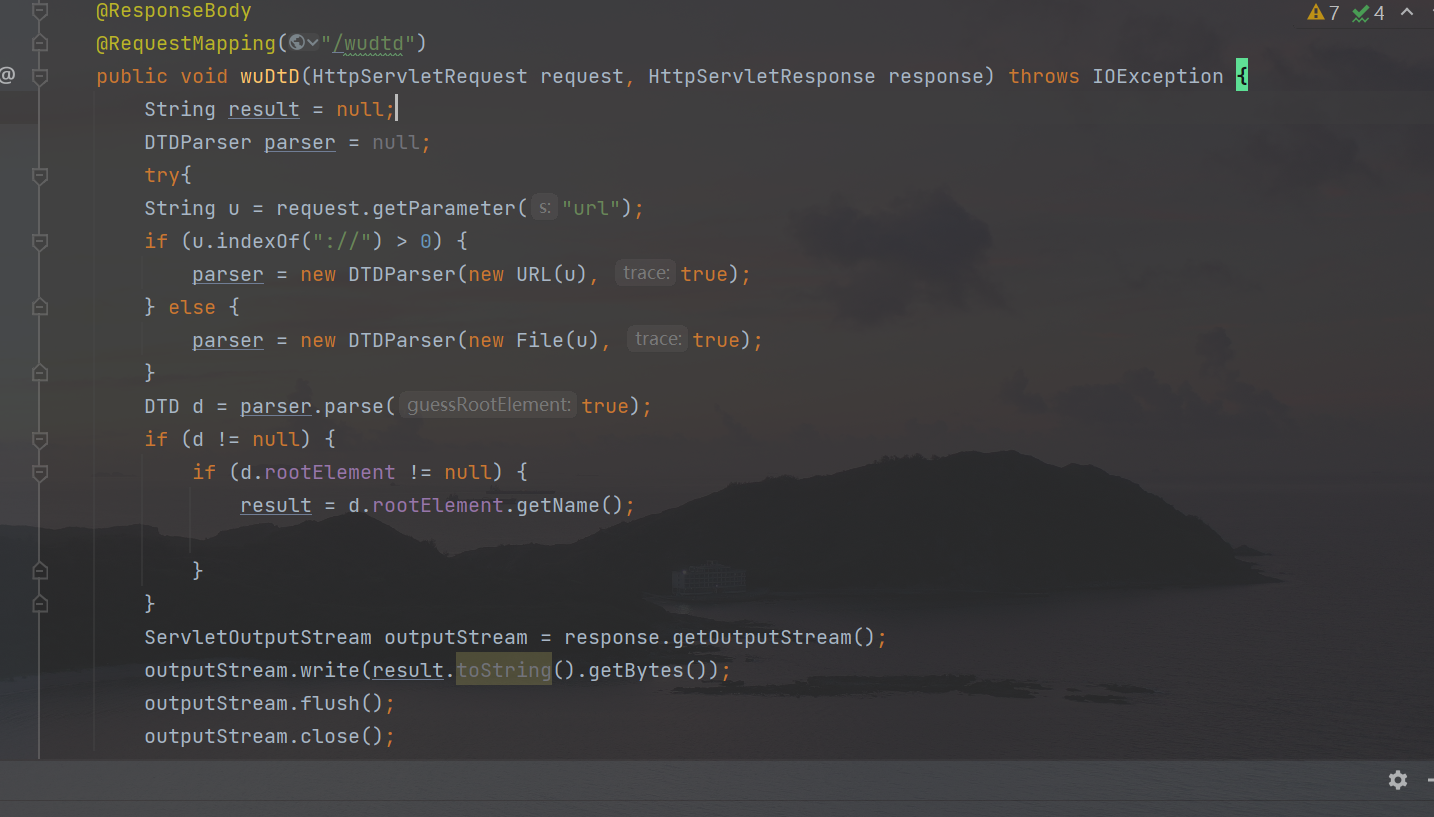 @ResponseBody
7 4
@RequestMapping("/wudtd")
@
public void wuDtD(HttpServletRequest request, HttpServletResponse response) throws IOException {
String result = null;
DTDParser parser = null;
try{
String u = request.getParameter( s: "url");
if (u.indexOf("://") > 0) {
parser = new DTDParser(new URL(u), trace: true);
} else {
parser = new DTDParser(new File(u), trace: true);
}
DTD d = parser.parse( guessRootElement: true);
if (d != null) {
if (d.rootElement != null) {
result = d.rootElement.getName();
}
}
ServletOutputStream outputStream = response.getOutputStream();
outputStream.write(result.toString().getBytes());
outputStream.flush();
outputStream.close();